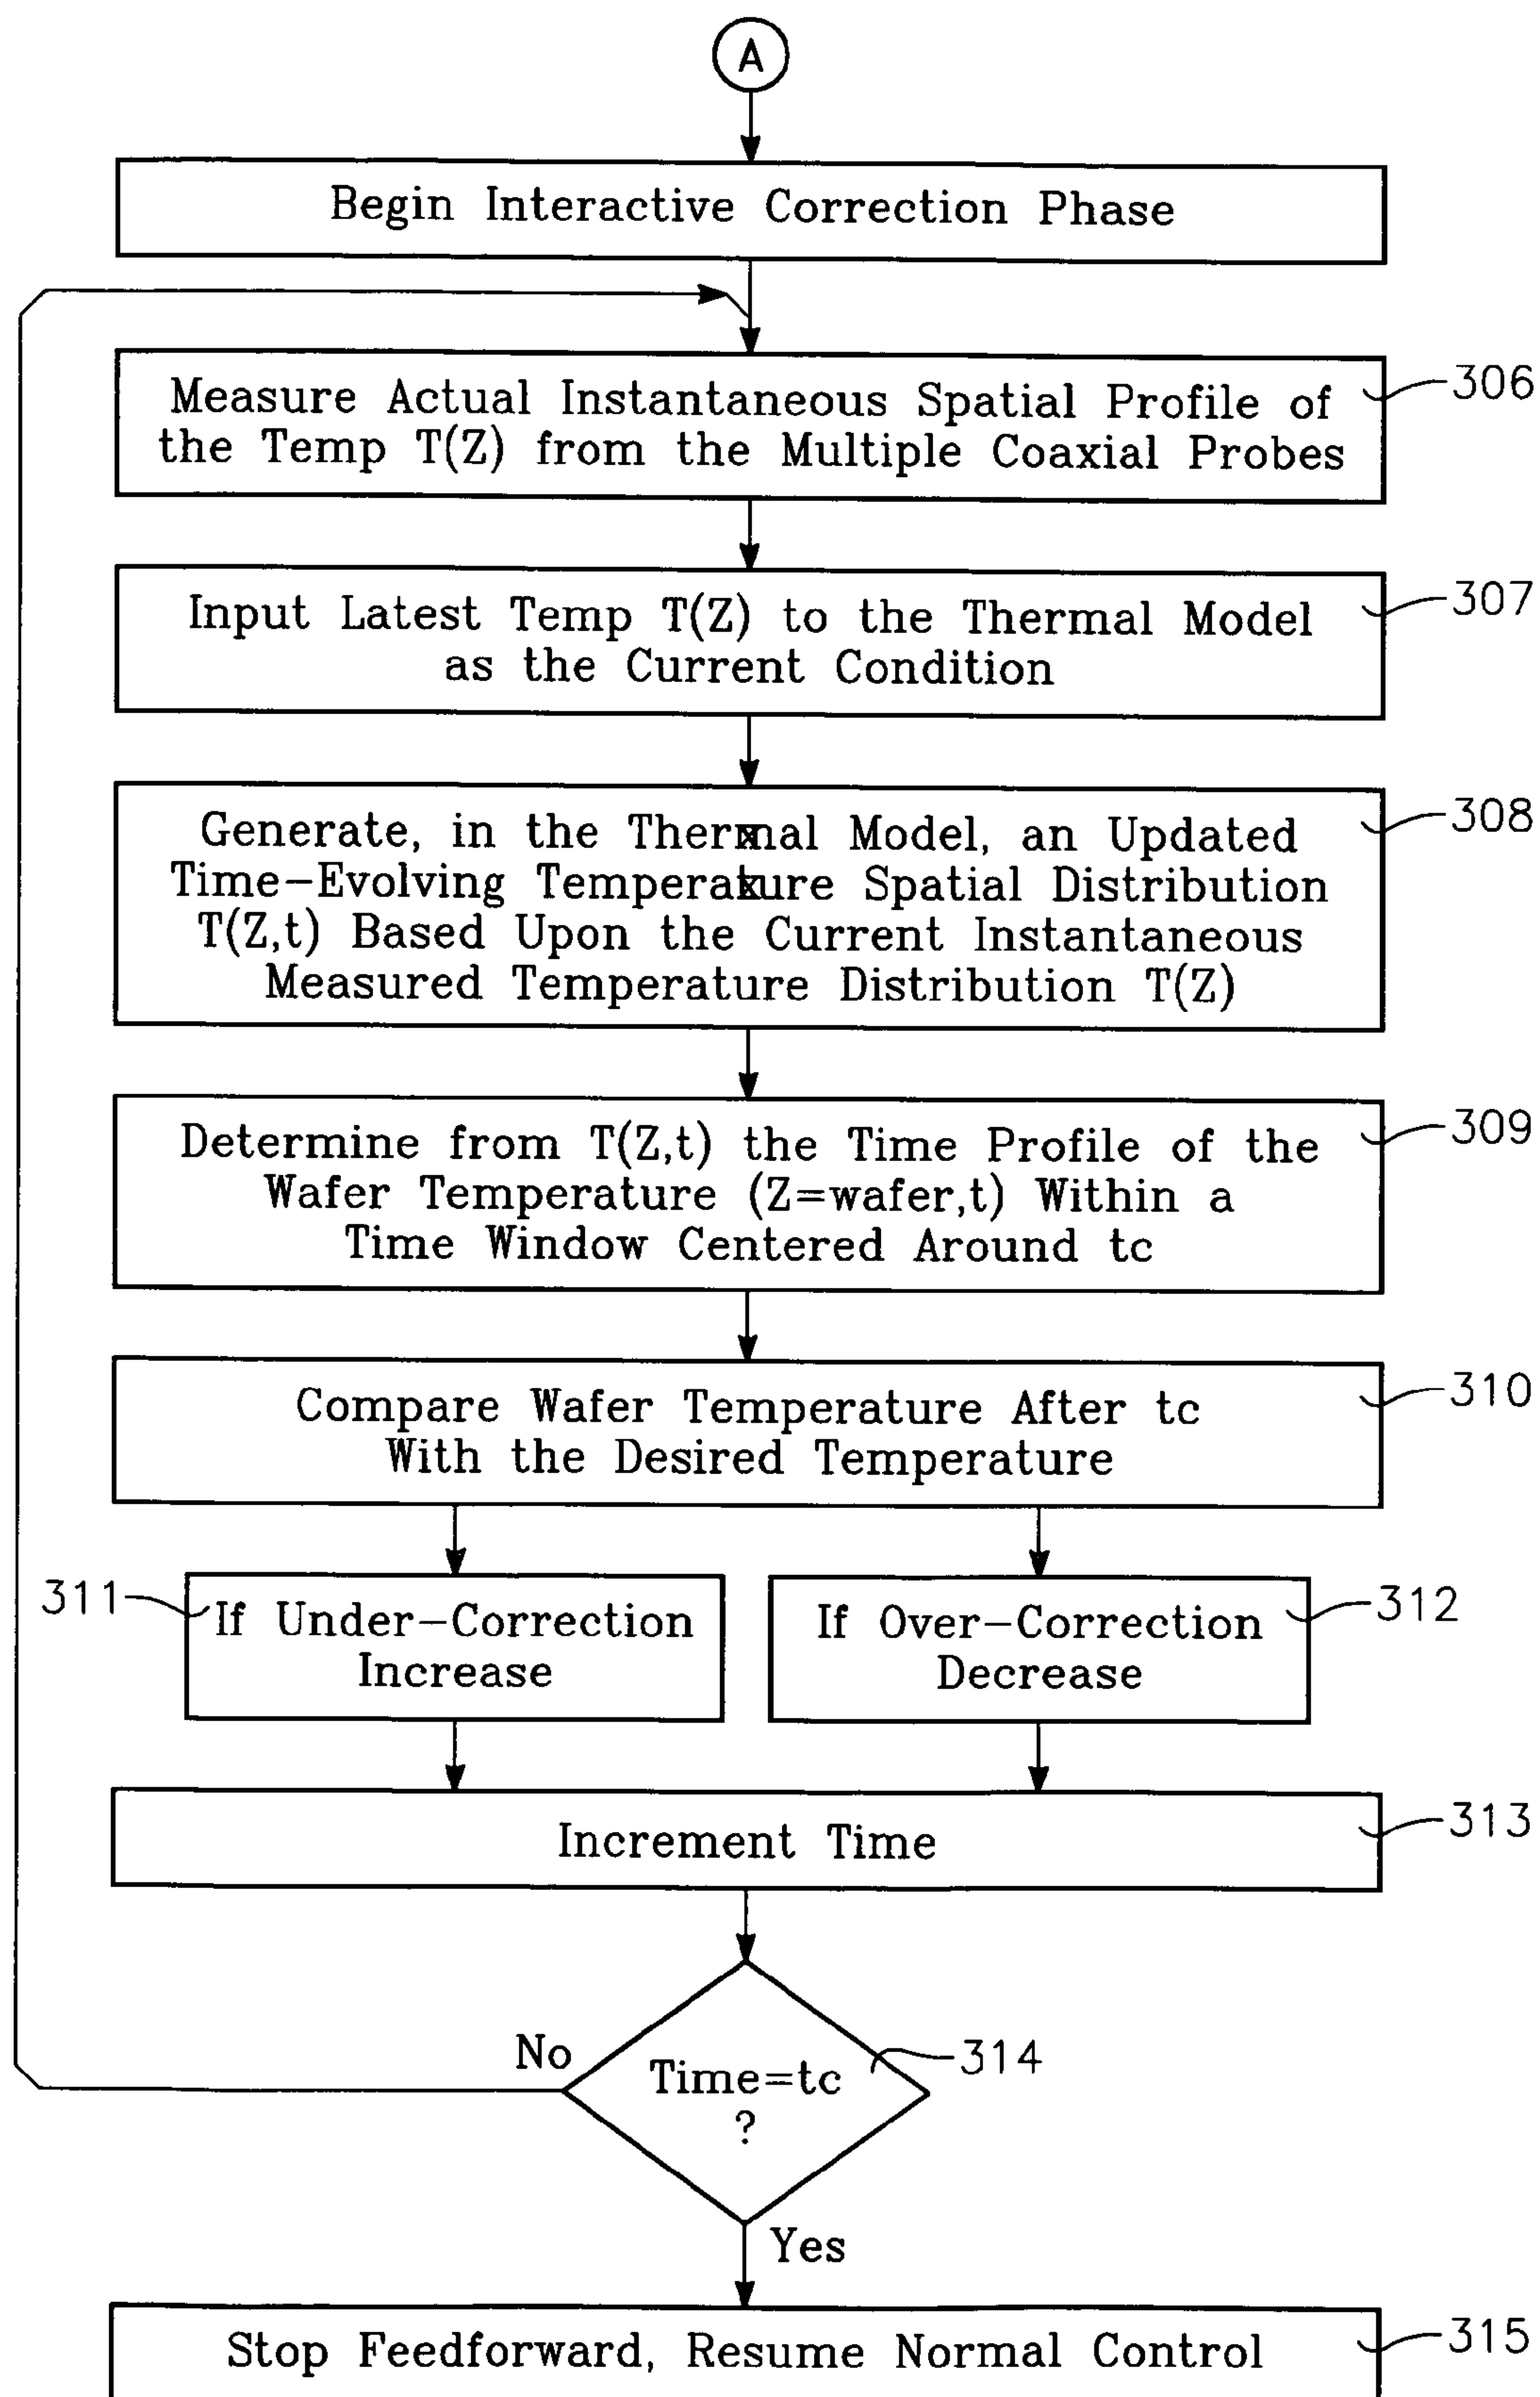 A
Begin Interactive Correction Phase
Measure Actual Instantaneous Spatial Profile of
the Temp T(Z) from the Multiple Coaxial Probes
306
Input Latest Temp T(Z) to the Thermal Model
as the Current Condition
307
Generate, in the Thermal Model, an Updated
Time-Evolving Temperature Spatial Distribution
T(Z,t) Based Upon the Current Instantaneous
Measured Temperature Distribution T(Z)
308
Determine from T(Z,t) the Time Profile of the
Wafer Temperature (Z=wafer,t) Within a
Time Window Centered Around tc
309
Compare Wafer Temperature After tc
With the Desired Temperature
310
311
If Under-Correction
Increase
If Over-Correction
Decrease
312
Increment Time
313
No
Time=tc
?
314
Yes
Stop Feedforward, Resume Normal Control
315